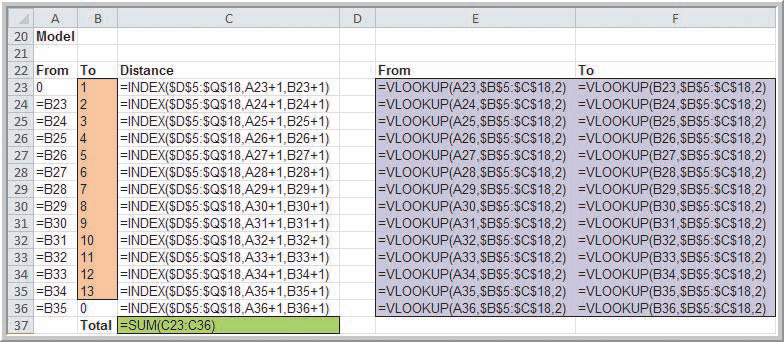 A B C D E F
20 Model
21
22 From To Distance From To
23 0 1 =INDEX($D$5:$Q$18,A23+1,B23+1) =VLOOKUP(A23,$B$5:$C$18,2) =VLOOKUP(B23,$B$5:$C$18,2)
24 =B23 2 =INDEX($D$5:$Q$18,A24+1,B24+1) =VLOOKUP(A24,$B$5:$C$18,2) =VLOOKUP(B24,$B$5:$C$18,2)
25 =B24 3 =INDEX($D$5:$Q$18,A25+1,B25+1) =VLOOKUP(A25,$B$5:$C$18,2) =VLOOKUP(B25,$B$5:$C$18,2)
26 =B25 4 =INDEX($D$5:$Q$18,A26+1,B26+1) =VLOOKUP(A26,$B$5:$C$18,2) =VLOOKUP(B26,$B$5:$C$18,2)
27 =B26 5 =INDEX($D$5:$Q$18,A27+1,B27+1) =VLOOKUP(A27,$B$5:$C$18,2) =VLOOKUP(B27,$B$5:$C$18,2)
28 =B27 6 =INDEX($D$5:$Q$18,A28+1,B28+1) =VLOOKUP(A28,$B$5:$C$18,2) =VLOOKUP(B28,$B$5:$C$18,2)
29 =B28 7 =INDEX($D$5:$Q$18,A29+1,B29+1) =VLOOKUP(A29,$B$5:$C$18,2) =VLOOKUP(B29,$B$5:$C$18,2)
30 =B29 8 =INDEX($D$5:$Q$18,A30+1,B30+1) =VLOOKUP(A30,$B$5:$C$18,2) =VLOOKUP(B30,$B$5:$C$18,2)
31 =B30 9 =INDEX($D$5:$Q$18,A31+1,B31+1) =VLOOKUP(A31,$B$5:$C$18,2) =VLOOKUP(B31,$B$5:$C$18,2)
32 =B31 10 =INDEX($D$5:$Q$18,A32+1,B32+1) =VLOOKUP(A32,$B$5:$C$18,2) =VLOOKUP(B32,$B$5:$C$18,2)
33 =B32 11 =INDEX($D$5:$Q$18,A33+1,B33+1) =VLOOKUP(A33,$B$5:$C$18,2) =VLOOKUP(B33,$B$5:$C$18,2)
34 =B33 12 =INDEX($D$5:$Q$18,A34+1,B34+1) =VLOOKUP(A34,$B$5:$C$18,2) =VLOOKUP(B34,$B$5:$C$18,2)
35 =B34 13 =INDEX($D$5:$Q$18,A35+1,B35+1) =VLOOKUP(A35,$B$5:$C$18,2) =VLOOKUP(B35,$B$5:$C$18,2)
36 =B35 0 =INDEX($D$5:$Q$18,A36+1,B36+1) =VLOOKUP(A36,$B$5:$C$18,2) =VLOOKUP(B36,$B$5:$C$18,2)
37 Total =SUM(C23:C36)